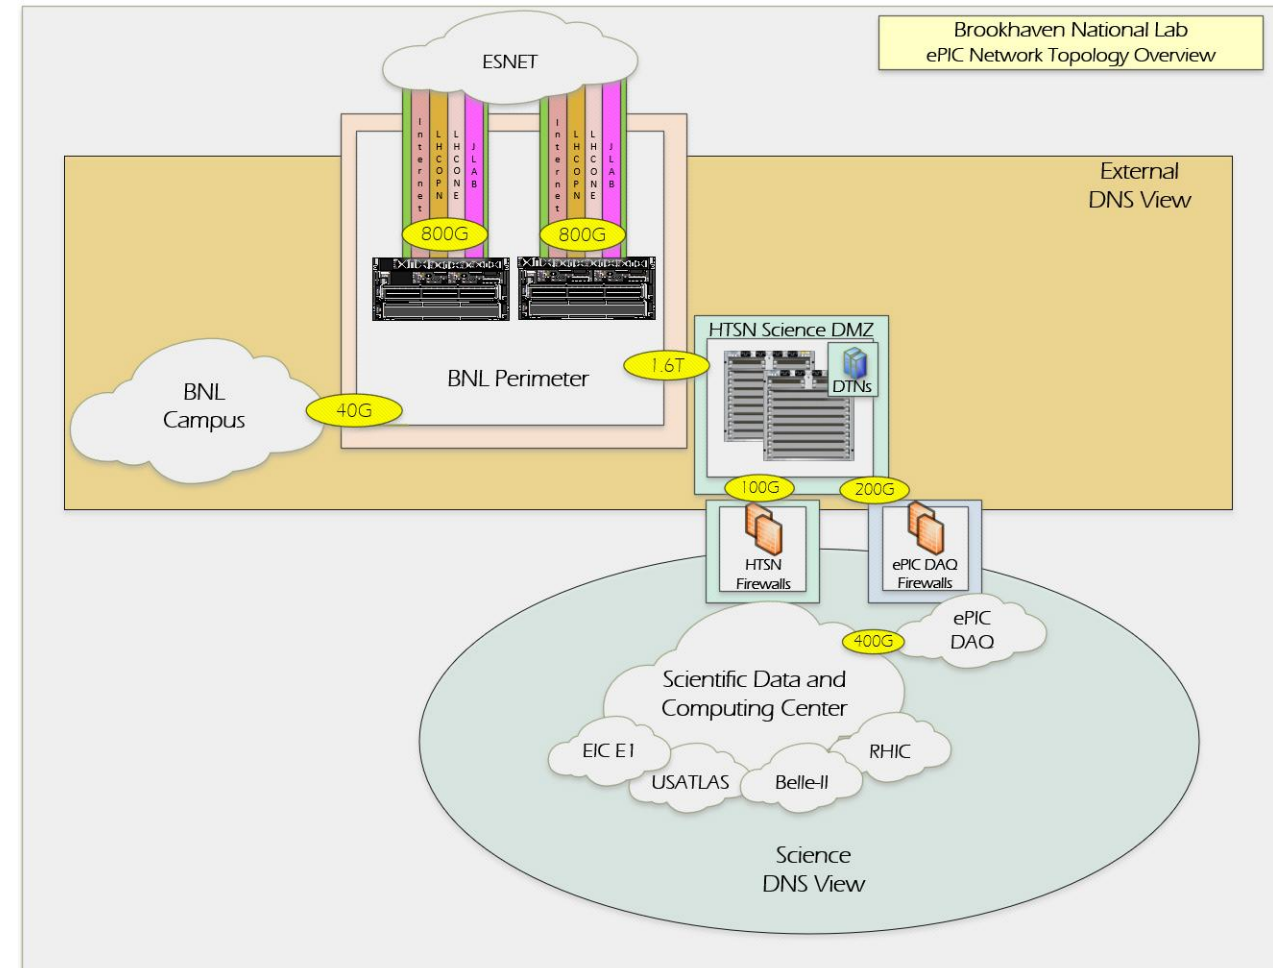 Brookhaven National Lab
ePIC Network Topology Overview
ESNET
Internet
LHCOPN
LHCONE
JLAB
Internet
LHCOPN
LHCONE
JLAB
External
DNS View
800G
800G
HTSN Science DMZ
1.6T
BNL Perimeter
DTNs
BNL
Campus
40G
100G
200G
HTSN
Firewalls
ePIC DAQ
Firewalls
ePIC
DAQ
400G
Scientific Data and
Computing Center
EIC E1
RHIC
USATLAS
Belle-II
Science
DNS View